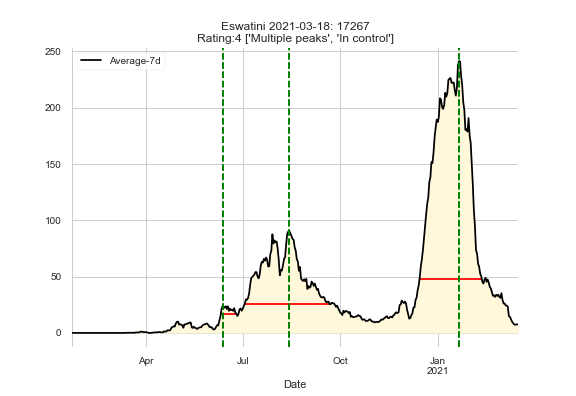 Eswatini 2021-03-18: 17267
Rating:4 ['Multiple peaks', 'In control']
Average-7d
250
200
150
100
50
0
Apr
Jul
Oct
Jan
2021
Date